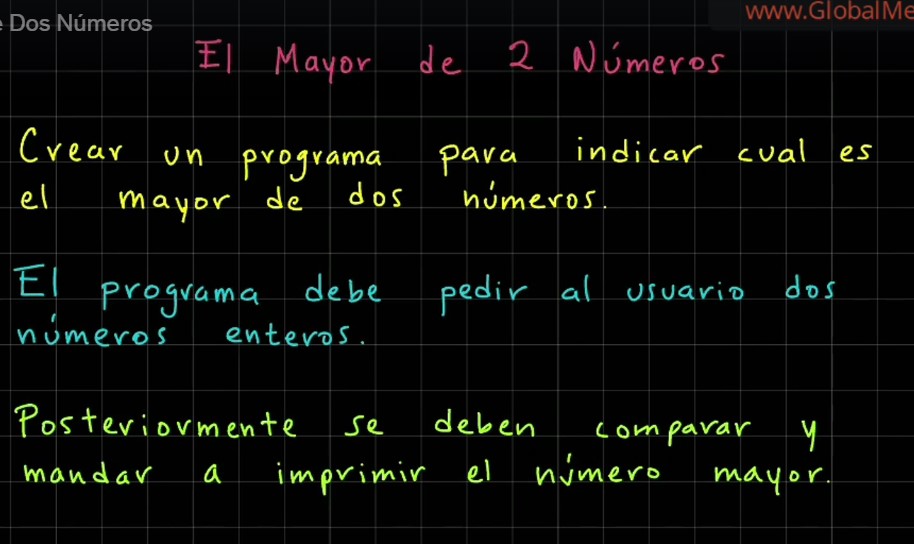 Dos Números
www.GlobalMe
El Mayor de 2 Números
Crear un programa para indicar cual es
el mayor de dos números.
El programa debe pedir al usuario dos
números enteros.
Posteriormente se deben comparar y
mandar a imprimir el número mayor.